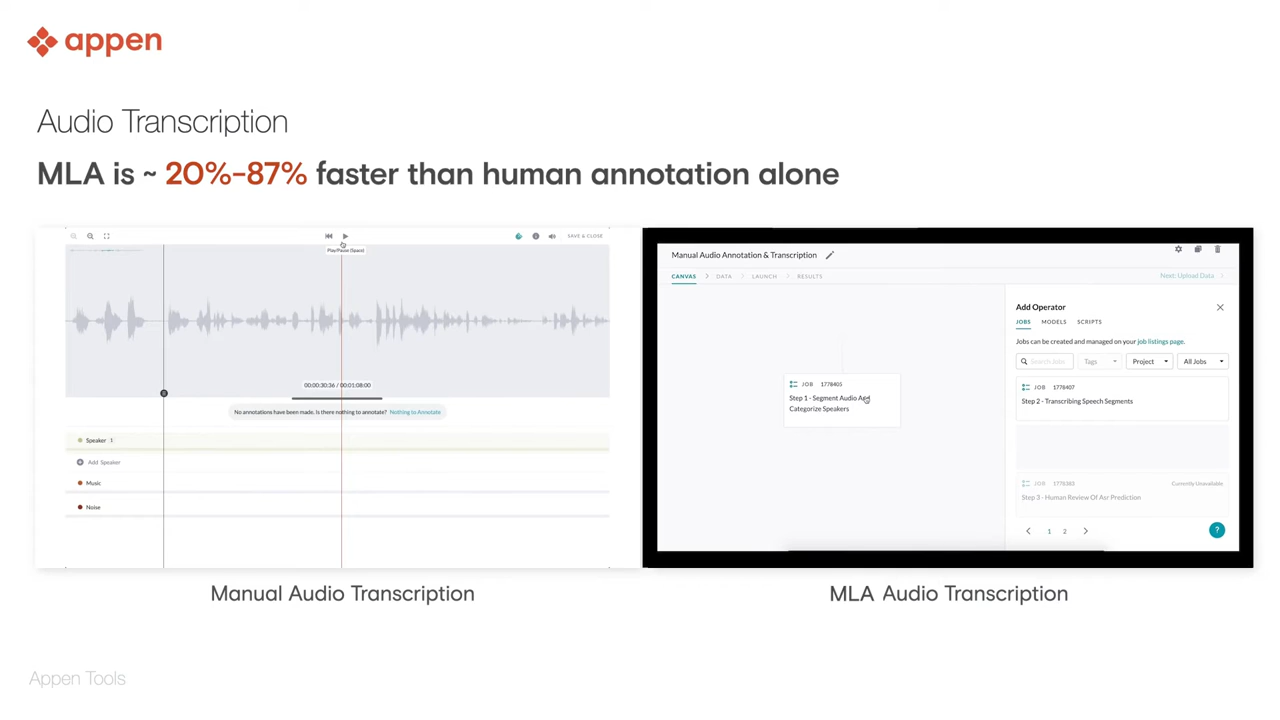 appen
Audio Transcription
MLA is ~ 20%-87% faster than human annotation alone
SAVE & CLOSE
Play/Pause (Space)
00:00:30:36 / 00:01:08:00
No annotations have been made. Is there nothing to annotate? Nothing to Annotate
Speaker 1
Add Speaker
Music
Noise
Manual Audio Transcription
Manual Audio Annotation & Transcription
CANVAS > DATA > LAUNCH > RESULTS
Next: Upload Data >
JOB 1778405
Step 1 - Segment Audio And
Categorize Speakers
Add Operator
JOBS MODELS SCRIPTS
Jobs can be created and managed on your job listings page.
Search Jobs Tags Project All Jobs
JOB 1778407
Step 2 - Transcribing Speech Segments
JOB 1778383 Currently Unavailable
Step 3 - Human Review Of Asr Prediction
< 1 2 >
?
MLA Audio Transcription
Appen Tools